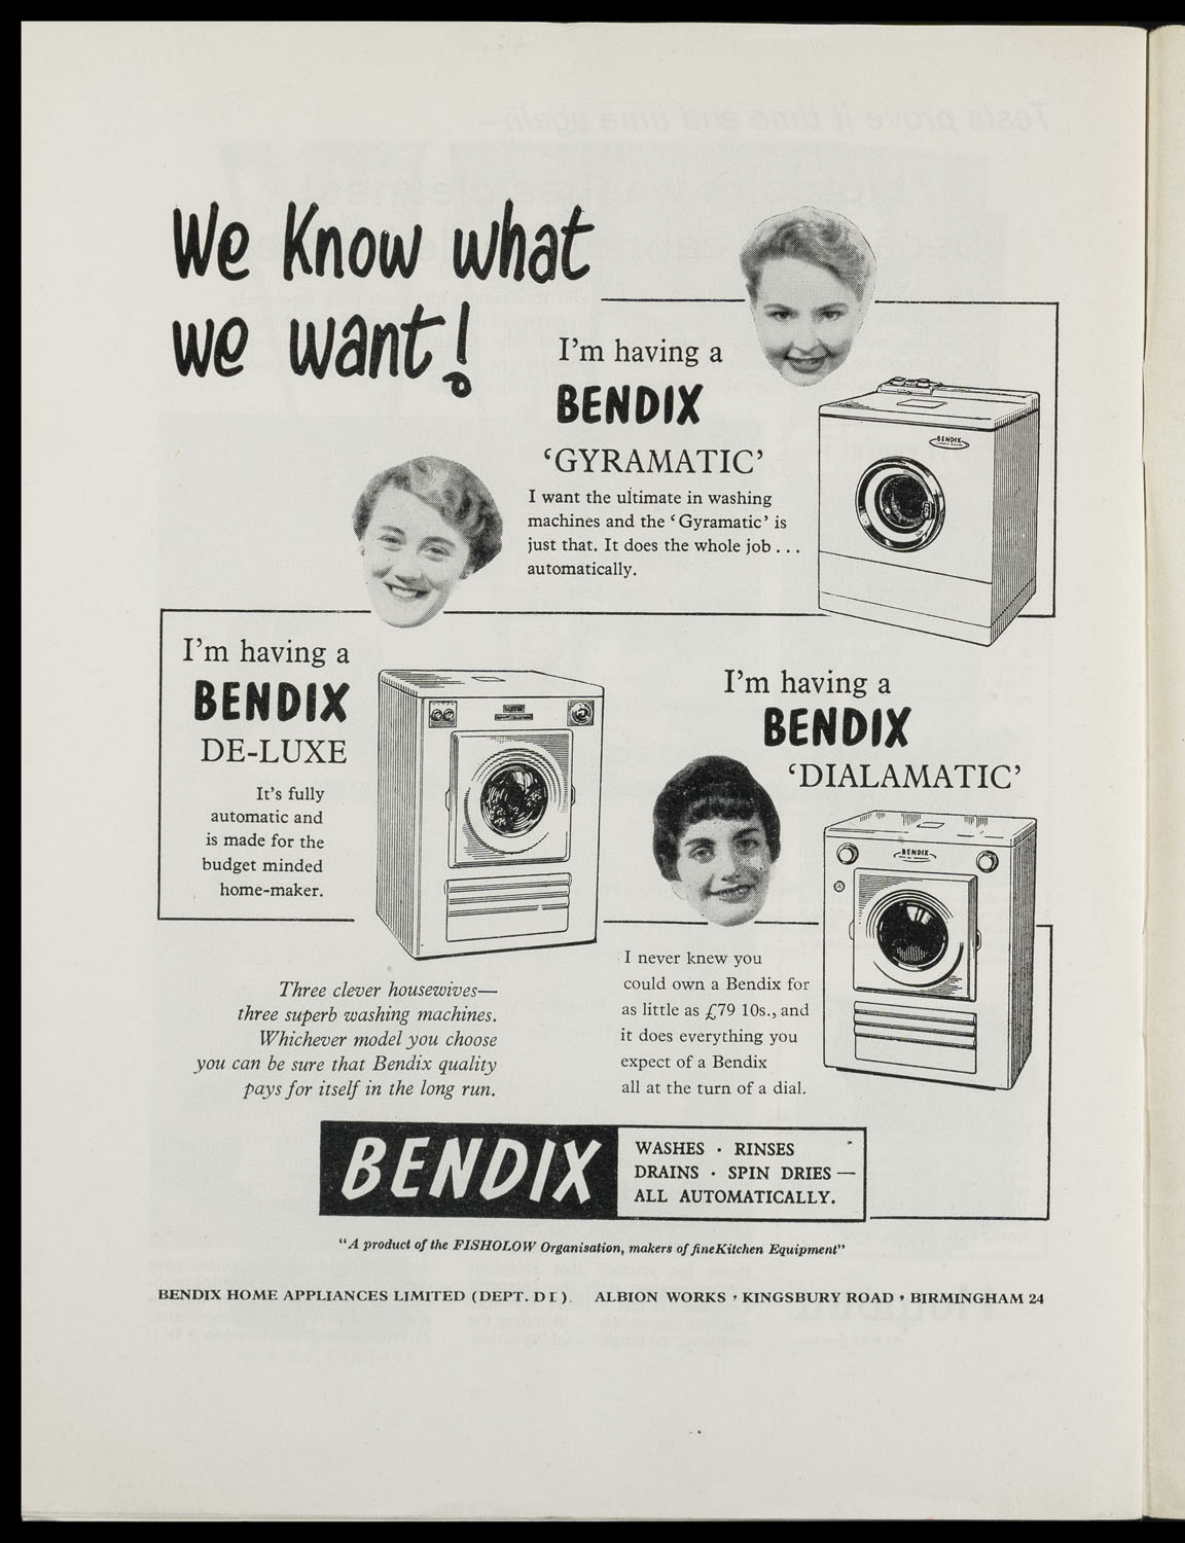 We Know what
we want!
I'm having a
BENDIX
‘GYRAMATIC’
I want the ultimate in washing
machines and the ‘Gyramatic’ is
just that. It does the whole job...
automatically.
BENDIX
I'm having a
BENDIX
DE-LUXE
It's fully
automatic and
is made for the
budget minded
home-maker.
I'm having a
BENDIX
‘DIALAMATIC’
BENDIX
I never knew you
could own a Bendix for
as little as £79 10s., and
it does everything you
expect of a Bendix
all at the turn of a dial.
Three clever housewives—
three superb washing machines.
Whichever model you choose
you can be sure that Bendix quality
pays for itself in the long run.
BENDIX
WASHES · RINSES
DRAINS · SPIN DRIES —
ALL AUTOMATICALLY.
“A product of the FISHOLOW Organisation, makers of fine Kitchen Equipment”
BENDIX HOME APPLIANCES LIMITED (DEPT. D I). ALBION WORKS · KINGSBURY ROAD · BIRMINGHAM 24